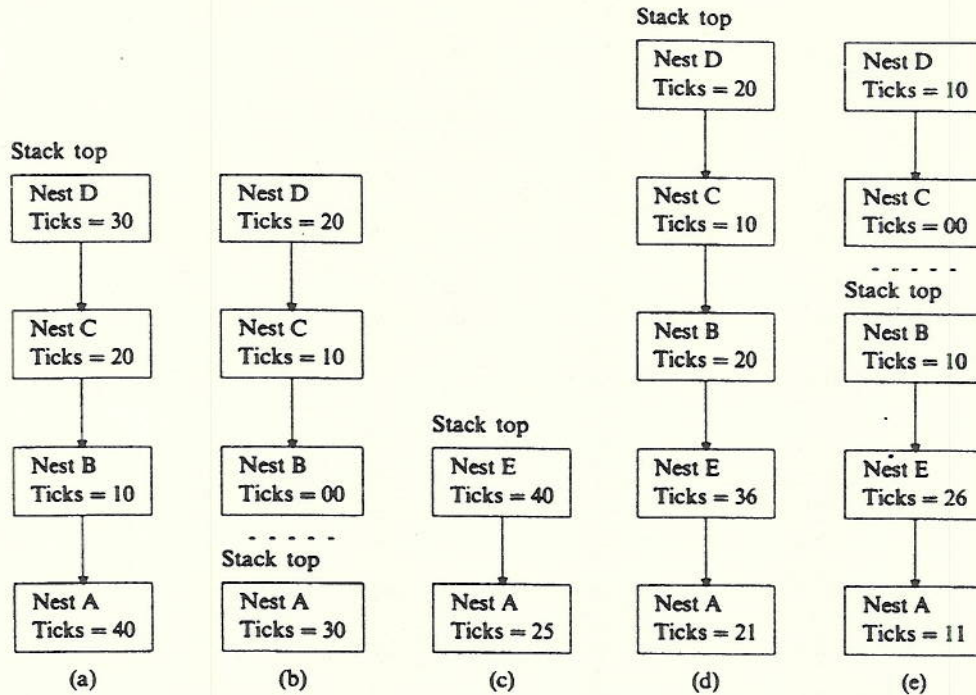 Stack top
Nest D
Ticks = 30
Nest C
Ticks = 20
Nest B
Ticks = 10
Nest A
Ticks = 40
(a)
Nest D
Ticks = 20
Nest C
Ticks = 10
Nest B
Ticks = 00
Stack top
Nest A
Ticks = 30
(b)
Stack top
Nest E
Ticks = 40
Nest A
Ticks = 25
(c)
Stack top
Nest D
Ticks = 20
Nest C
Ticks = 10
Nest B
Ticks = 20
Nest E
Ticks = 36
Nest A
Ticks = 21
(d)
Nest D
Ticks = 10
Nest C
Ticks = 00
Stack top
Nest B
Ticks = 10
Nest E
Ticks = 26
Nest A
Ticks = 11
(e)